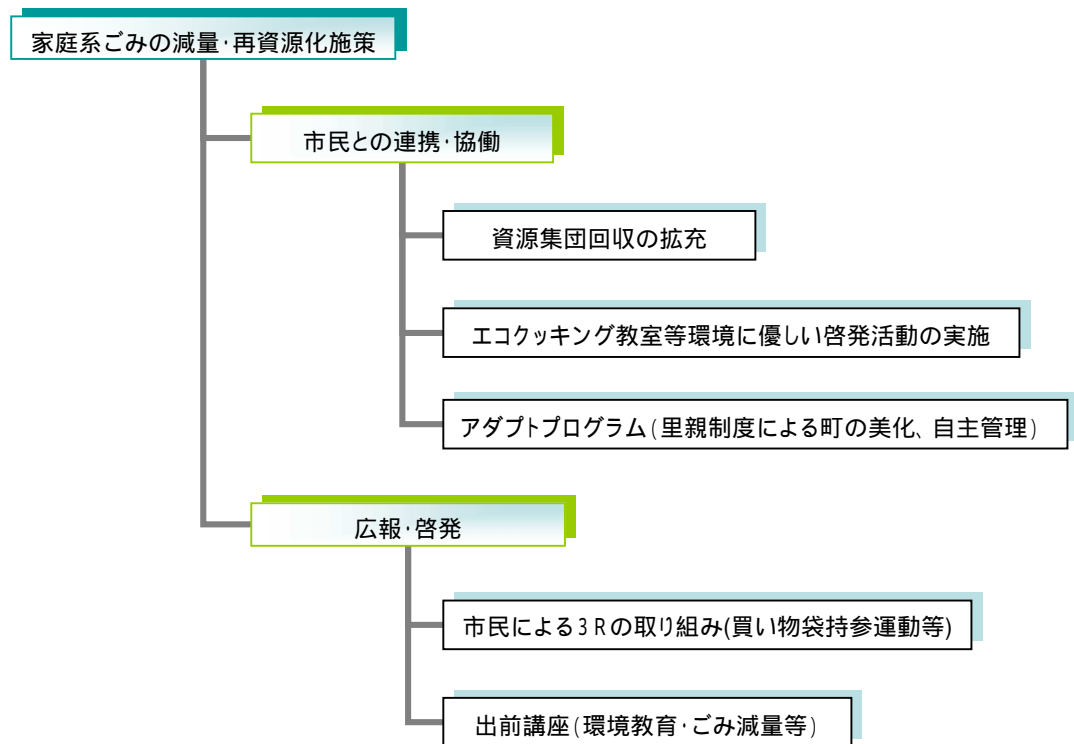 家庭系ごみの減量・再資源化施策
市民との連携・協働
資源集団回収の拡充
エコクッキング教室等環境に優しい啓発活動の実施
アダプトプログラム(里親制度による町の美化、自主管理)
広報・啓発
市民による3Rの取り組み(買い物袋持参運動等)
出前講座(環境教育・ごみ減量等)